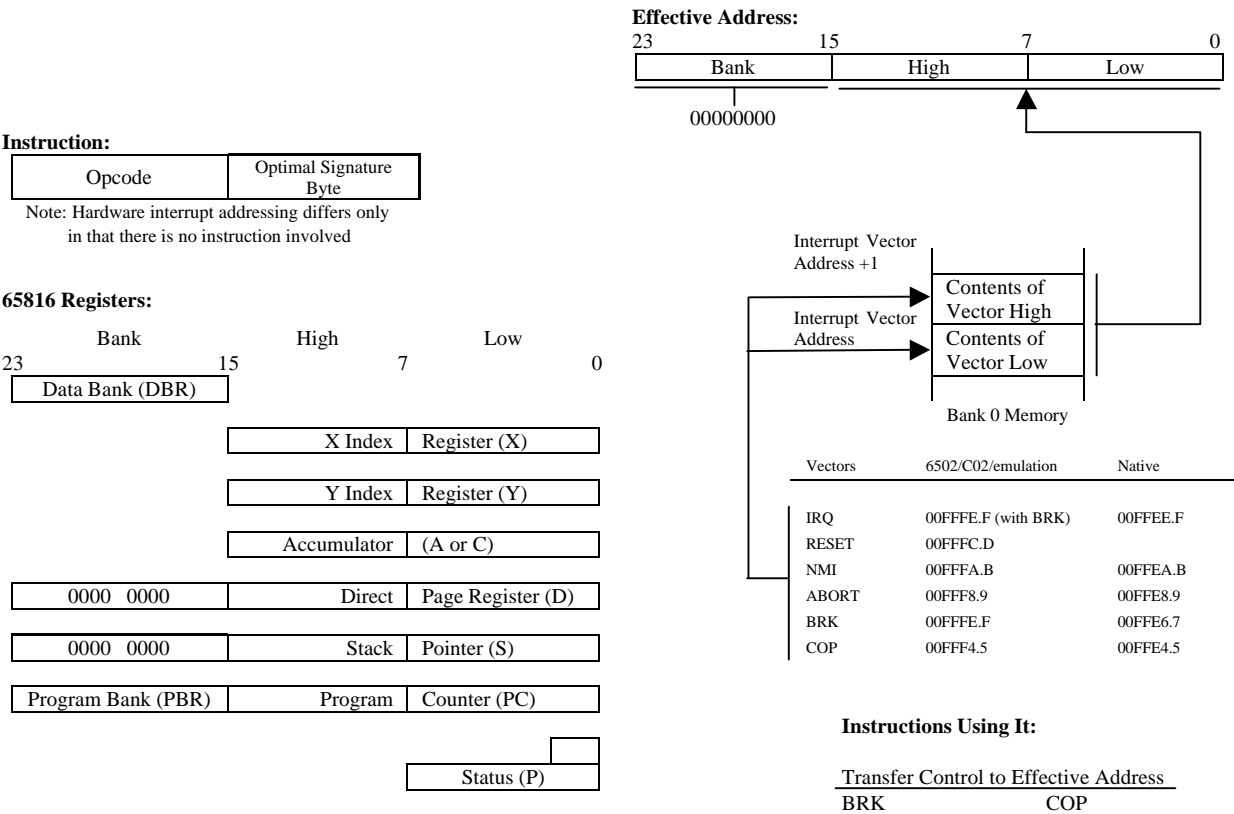 Effective Address:
23 15 7 0
Bank High Low
00000000
Instruction:
Opcode
Optimal Signature
Byte
Note: Hardware interrupt addressing differs only
in that there is no instruction involved
65816 Registers:
Bank High Low
23 15 7 0
Data Bank (DBR)
X Index Register (X)
Y Index Register (Y)
Accumulator (A or C)
0000 0000 Direct Page Register (D)
0000 0000 Stack Pointer (S)
Program Bank (PBR) Program Counter (PC)
Status (P)
Interrupt Vector
Address +1
Contents of
Vector High
Interrupt Vector
Address
Contents of
Vector Low
Bank 0 Memory
Vectors 6502/C02/emulation Native
IRQ 00FFFE.F (with BRK) 00FFEE.F
RESET 00FFFC.D
NMI 00FFFA.B 00FFEA.B
ABORT 00FFF8.9 00FFE8.9
BRK 00FFFE.F 00FFE6.7
COP 00FFF4.5 00FFE4.5
Instructions Using It:
Transfer Control to Effective Address
BRK COP